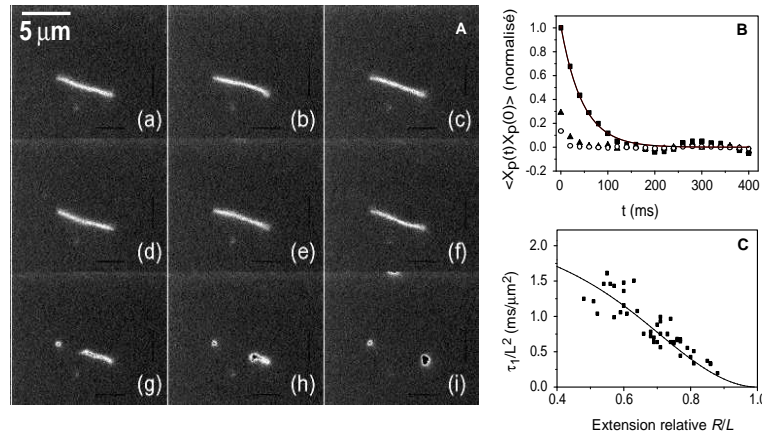 5 μm
A
(a)
(b)
(c)
(d)
(e)
(f)
(g)
(h)
(i)
B
<Xp(t)Xp(0)> (normalisé)
1.0
0.8
0.6
0.4
0.2
0.0
-0.2
0 100 200 300 400
t (ms)
C
τ1/L2 (ms/μm2)
2.0
1.5
1.0
0.5
0.0
0.4 0.6 0.8 1.0
Extension relative R/L